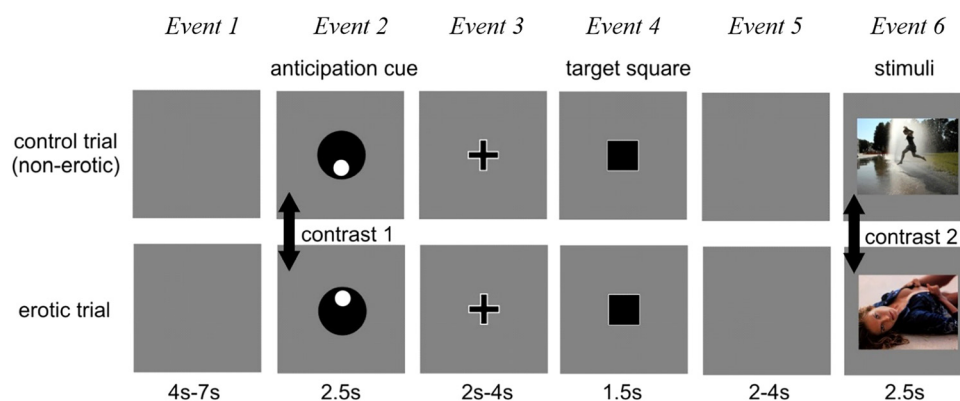 Event 1 Event 2 Event 3 Event 4 Event 5 Event 6
anticipation cue target square stimuli
control trial
(non-erotic)
contrast 1 contrast 2
erotic trial
4s-7s 2.5s 2s-4s 1.5s 2-4s 2.5s